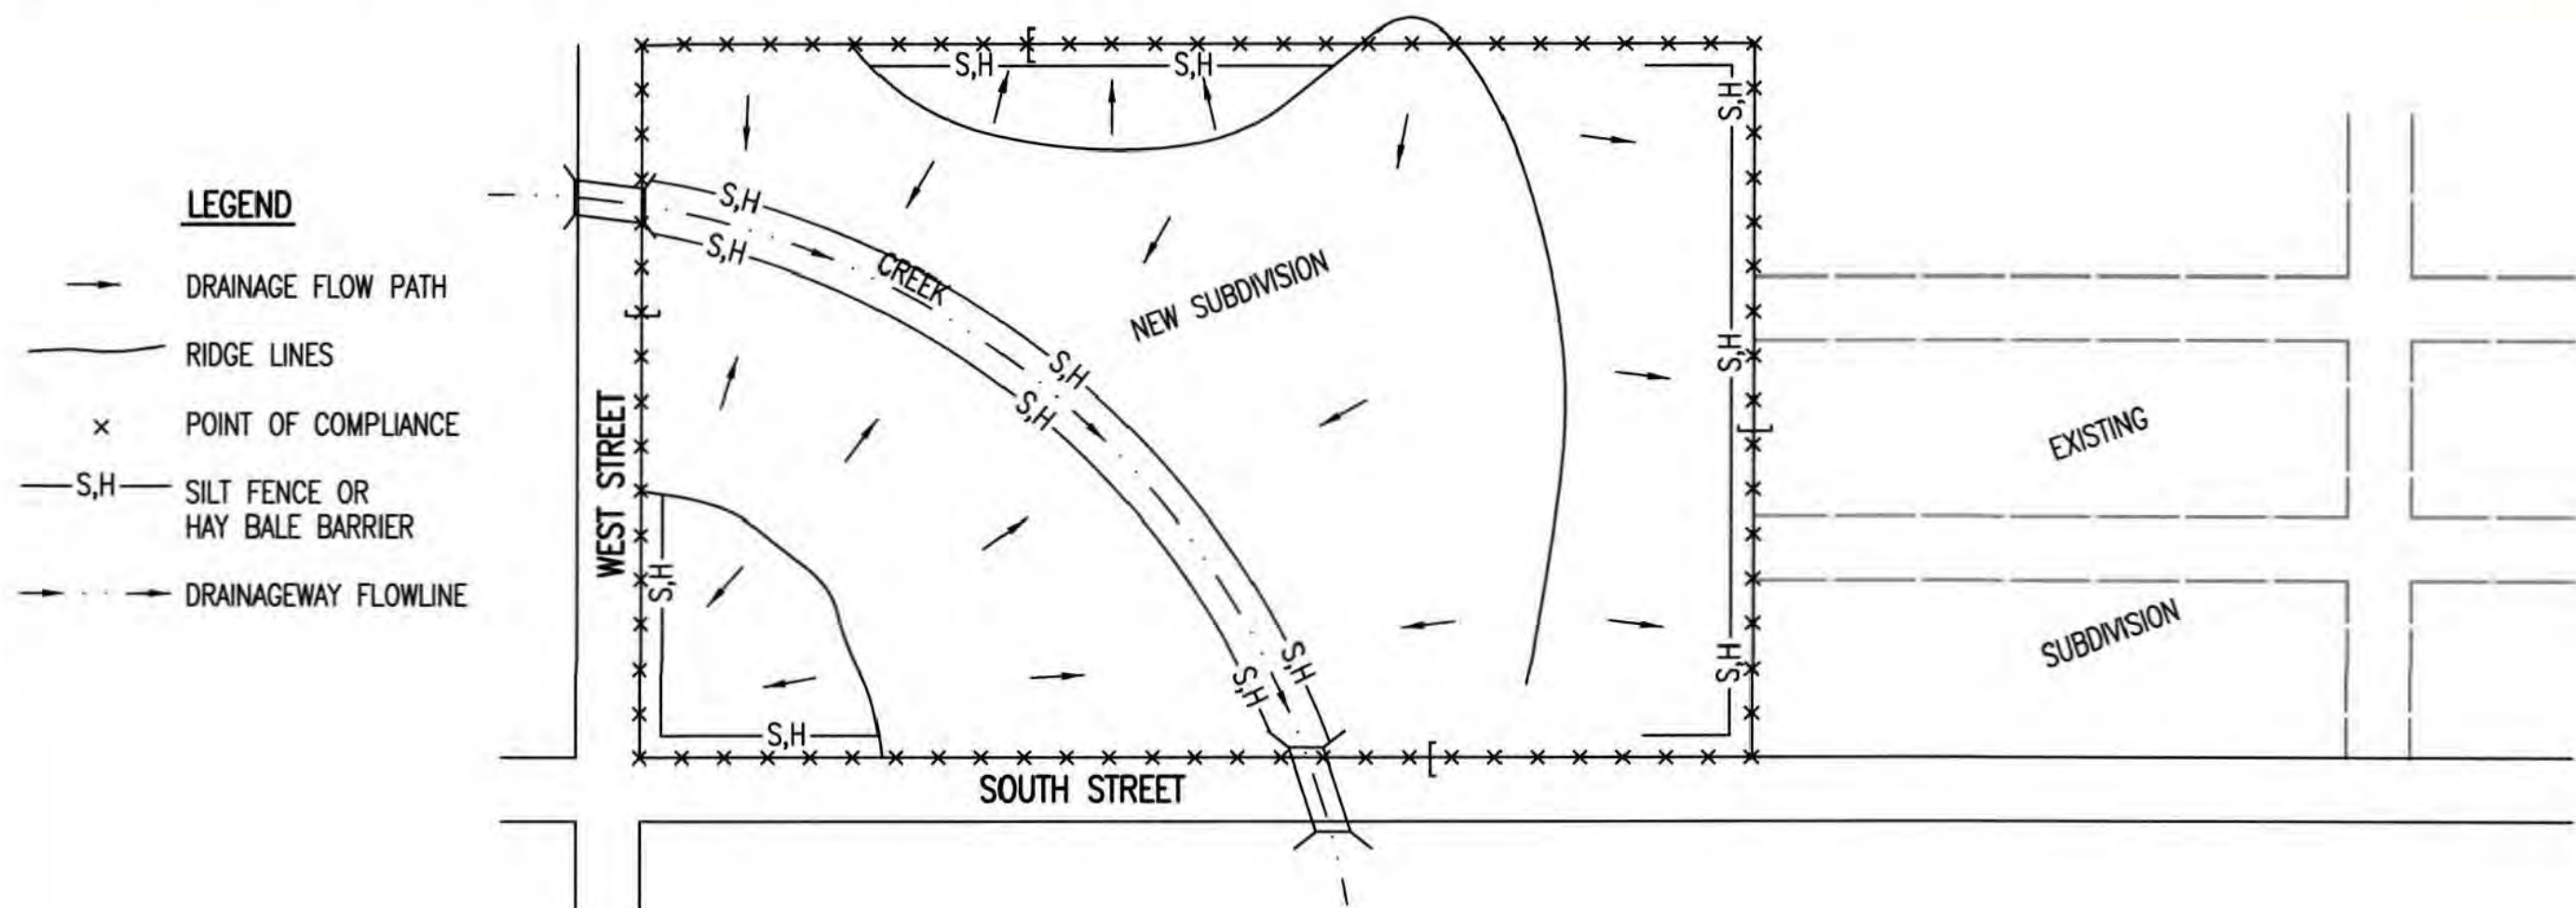 LEGEND
DRAINAGE FLOW PATH
RIDGE LINES
POINT OF COMPLIANCE
S,H
SILT FENCE OR
HAY BALE BARRIER
DRAINAGEWAY FLOWLINE
S,H
S,H
S,H
S,H
S,H
CREEK
NEW SUBDIVISION
S,H
S,H
S,H
WEST STREET
EXISTING
S,H
SUBDIVISION
S,H
S,H
S,H
S,H
SOUTH STREET